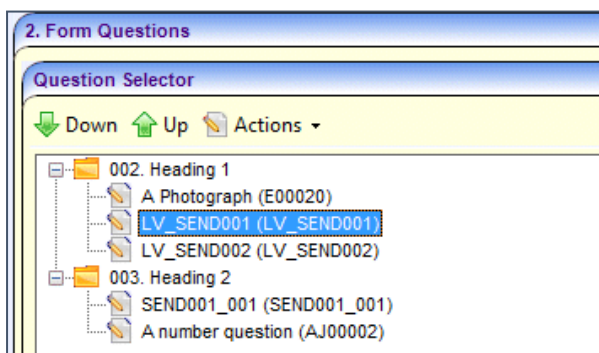 2. Form Questions
Question Selector
Down Up Actions
002. Heading 1
A Photograph (E00020)
LV_SEND001 (LV_SEND001)
LV_SEND002 (LV_SEND002)
003. Heading 2
SEND001_001 (SEND001_001)
A number question (AJ00002)